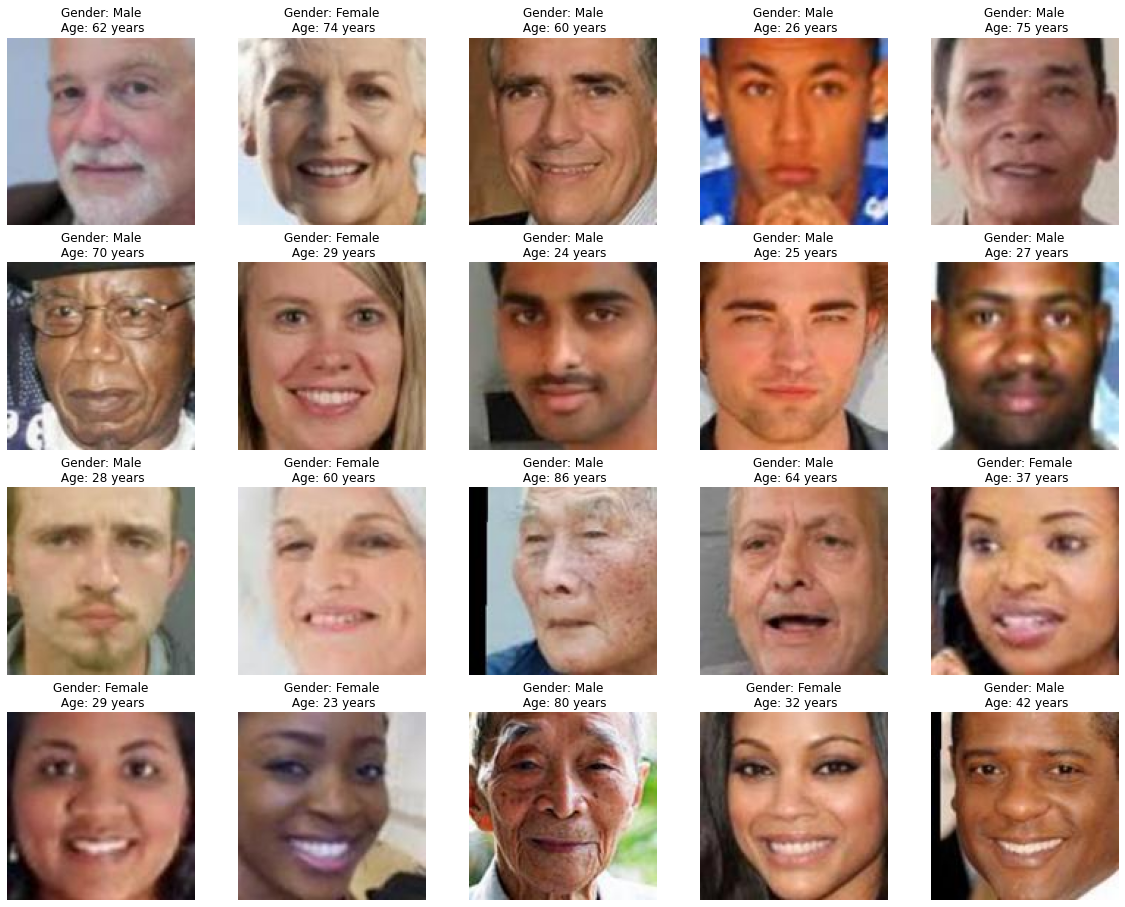 Gender: Male
Age: 62 years
Gender: Female
Age: 74 years
Gender: Male
Age: 60 years
Gender: Male
Age: 26 years
Gender: Male
Age: 75 years
Gender: Male
Age: 70 years
Gender: Female
Age: 29 years
Gender: Male
Age: 24 years
Gender: Male
Age: 25 years
Gender: Male
Age: 27 years
Gender: Male
Age: 28 years
Gender: Female
Age: 60 years
Gender: Male
Age: 86 years
Gender: Male
Age: 64 years
Gender: Female
Age: 37 years
Gender: Female
Age: 29 years
Gender: Female
Age: 23 years
Gender: Male
Age: 80 years
Gender: Female
Age: 32 years
Gender: Male
Age: 42 years